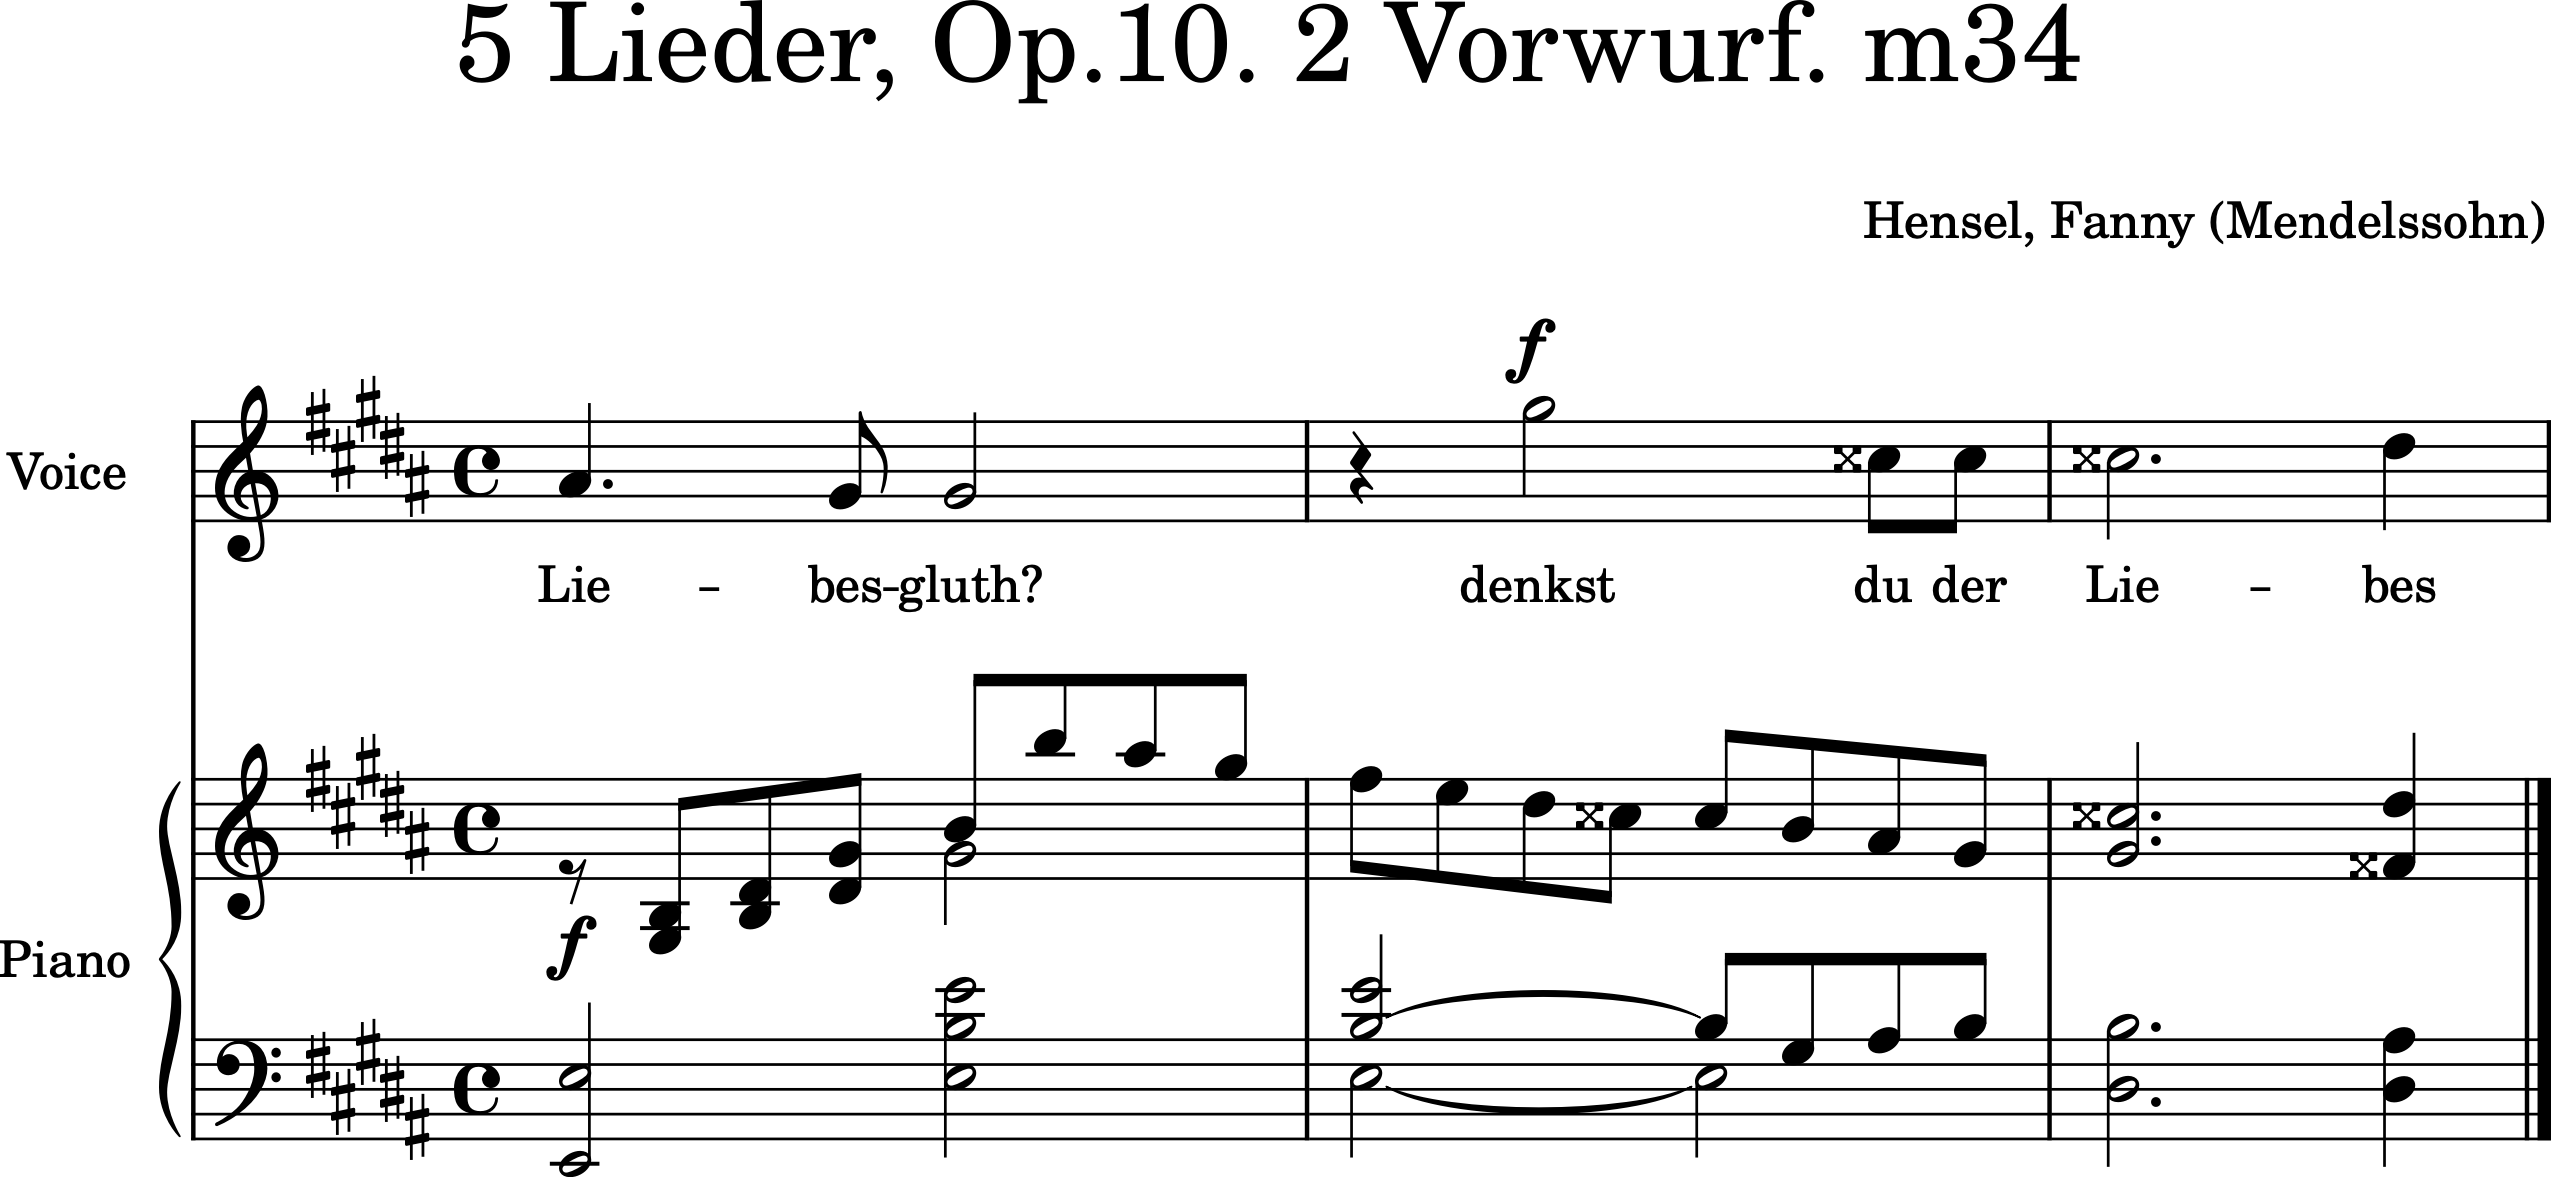 5 Lieder, Op.10. 2 Vorwurf. m34
Hensel, Fanny (Mendelssohn)
f
Voice
Lie - bes-gluth? denkst du der Lie - bes
f
Piano